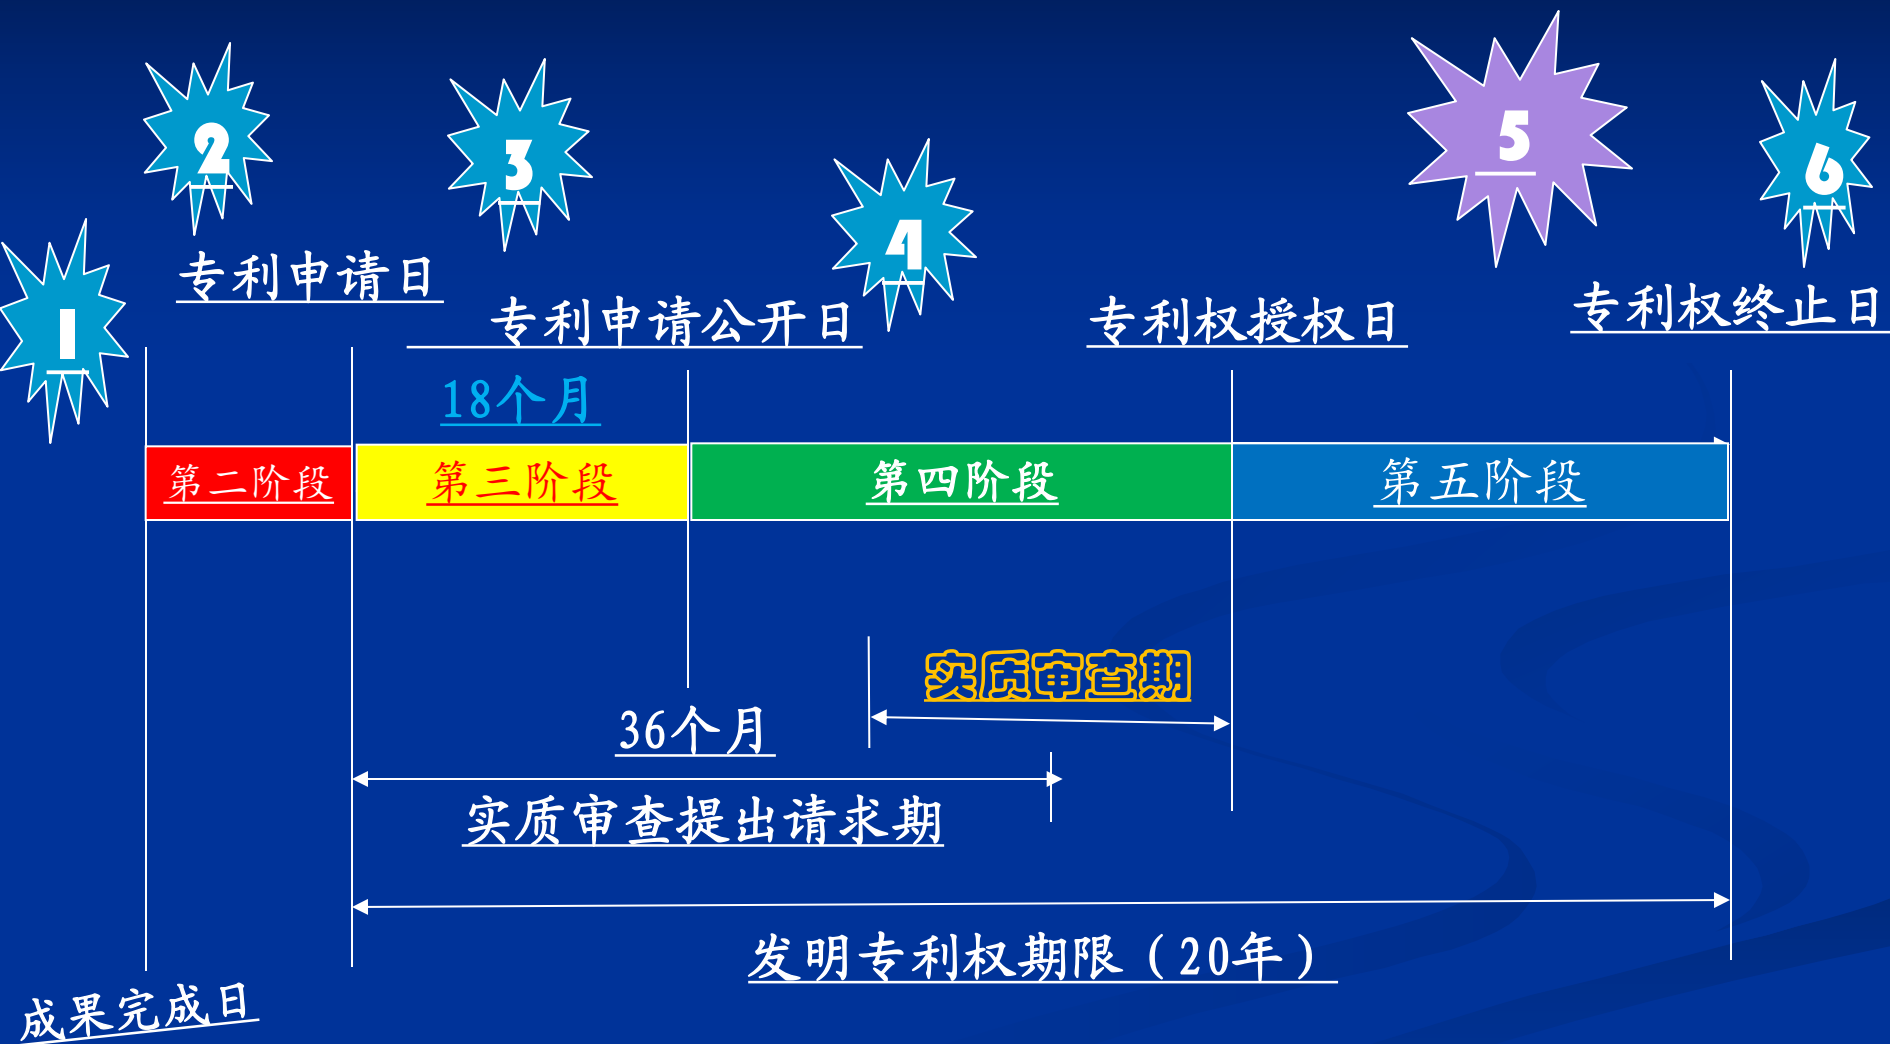 1
2
3
4
5
6
专利申请日
专利申请公开日
专利权授权日
专利权终止日
18个月
第二阶段
第三阶段
第四阶段
第五阶段
实质审查期
36个月
实质审查提出请求期
发明专利权期限（20年）
成果完成日